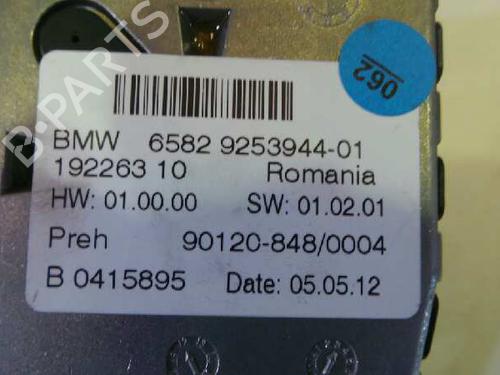 062
BMW 6582 9253944-01
192263 10 Romania
HW: 01.00.00 SW: 01.02.01
Preh 90120-848/0004
B 0415895 Date: 05.05.12
B-PARTS